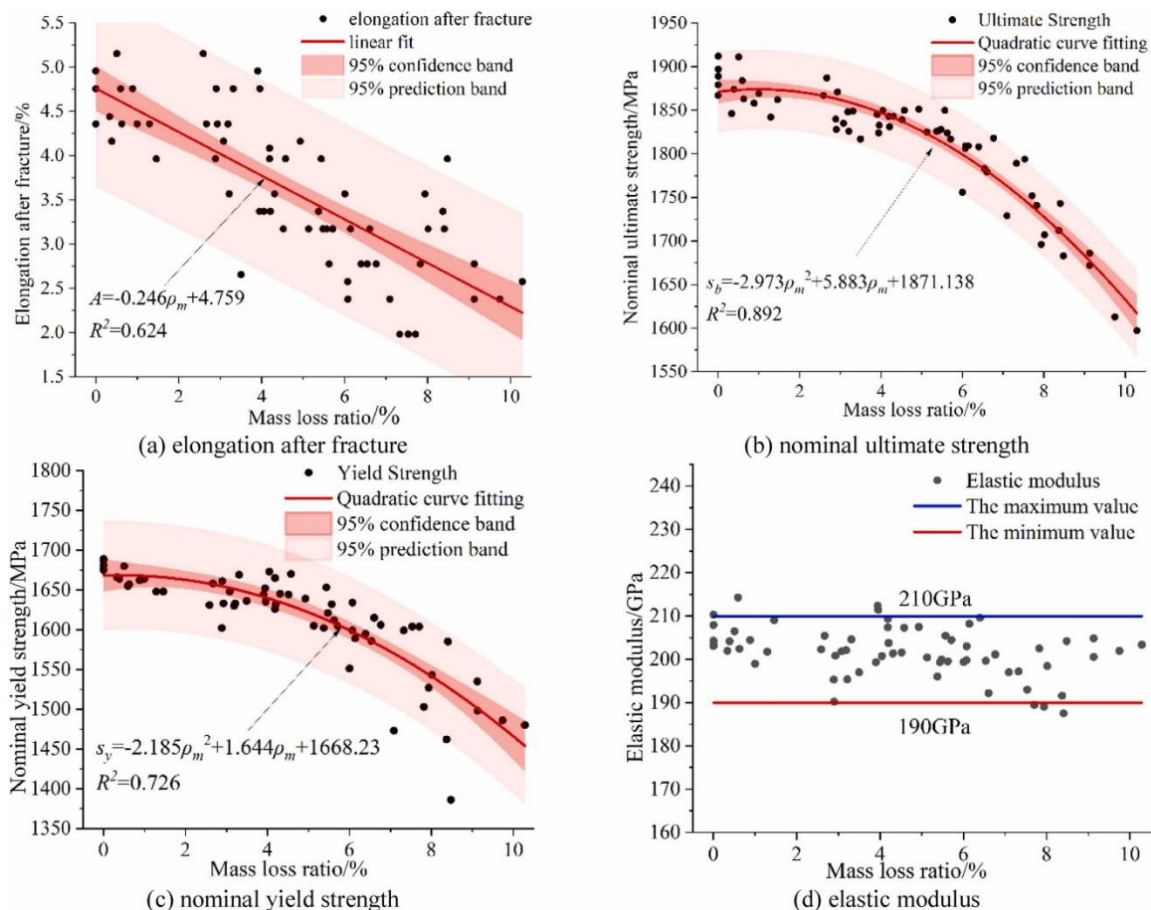 elongation after fracture
linear fit
95% confidence band
95% prediction band
A=-0.246ρm+4.759
R²=0.624
Elongation after fracture/%
5.5
5.0
4.5
4.0
3.5
3.0
2.5
2.0
1.5
0 2 4 6 8 10
Mass loss ratio/%
(a) elongation after fracture
Ultimate Strength
Quadratic curve fitting
95% confidence band
95% prediction band
sb=-2.973ρm²+5.883ρm+1871.138
R²=0.892
Nominal ultimate strength/MPa
1950
1900
1850
1800
1750
1700
1650
1600
1550
0 2 4 6 8 10
Mass loss ratio/%
(b) nominal ultimate strength
Yield Strength
Quadratic curve fitting
95% confidence band
95% prediction band
sy=-2.185ρm²+1.644ρm+1668.23
R²=0.726
Nominal yield strength/MPa
1800
1750
1700
1650
1600
1550
1500
1450
1400
1350
0 2 4 6 8 10
Mass loss ratio/%
(c) nominal yield strength
Elastic modulus
The maximum value
The minimum value
210GPa
190GPa
Elastic modulus/GPa
240
230
220
210
200
190
180
170
160
0 2 4 6 8 10
Mass loss ratio/%
(d) elastic modulus